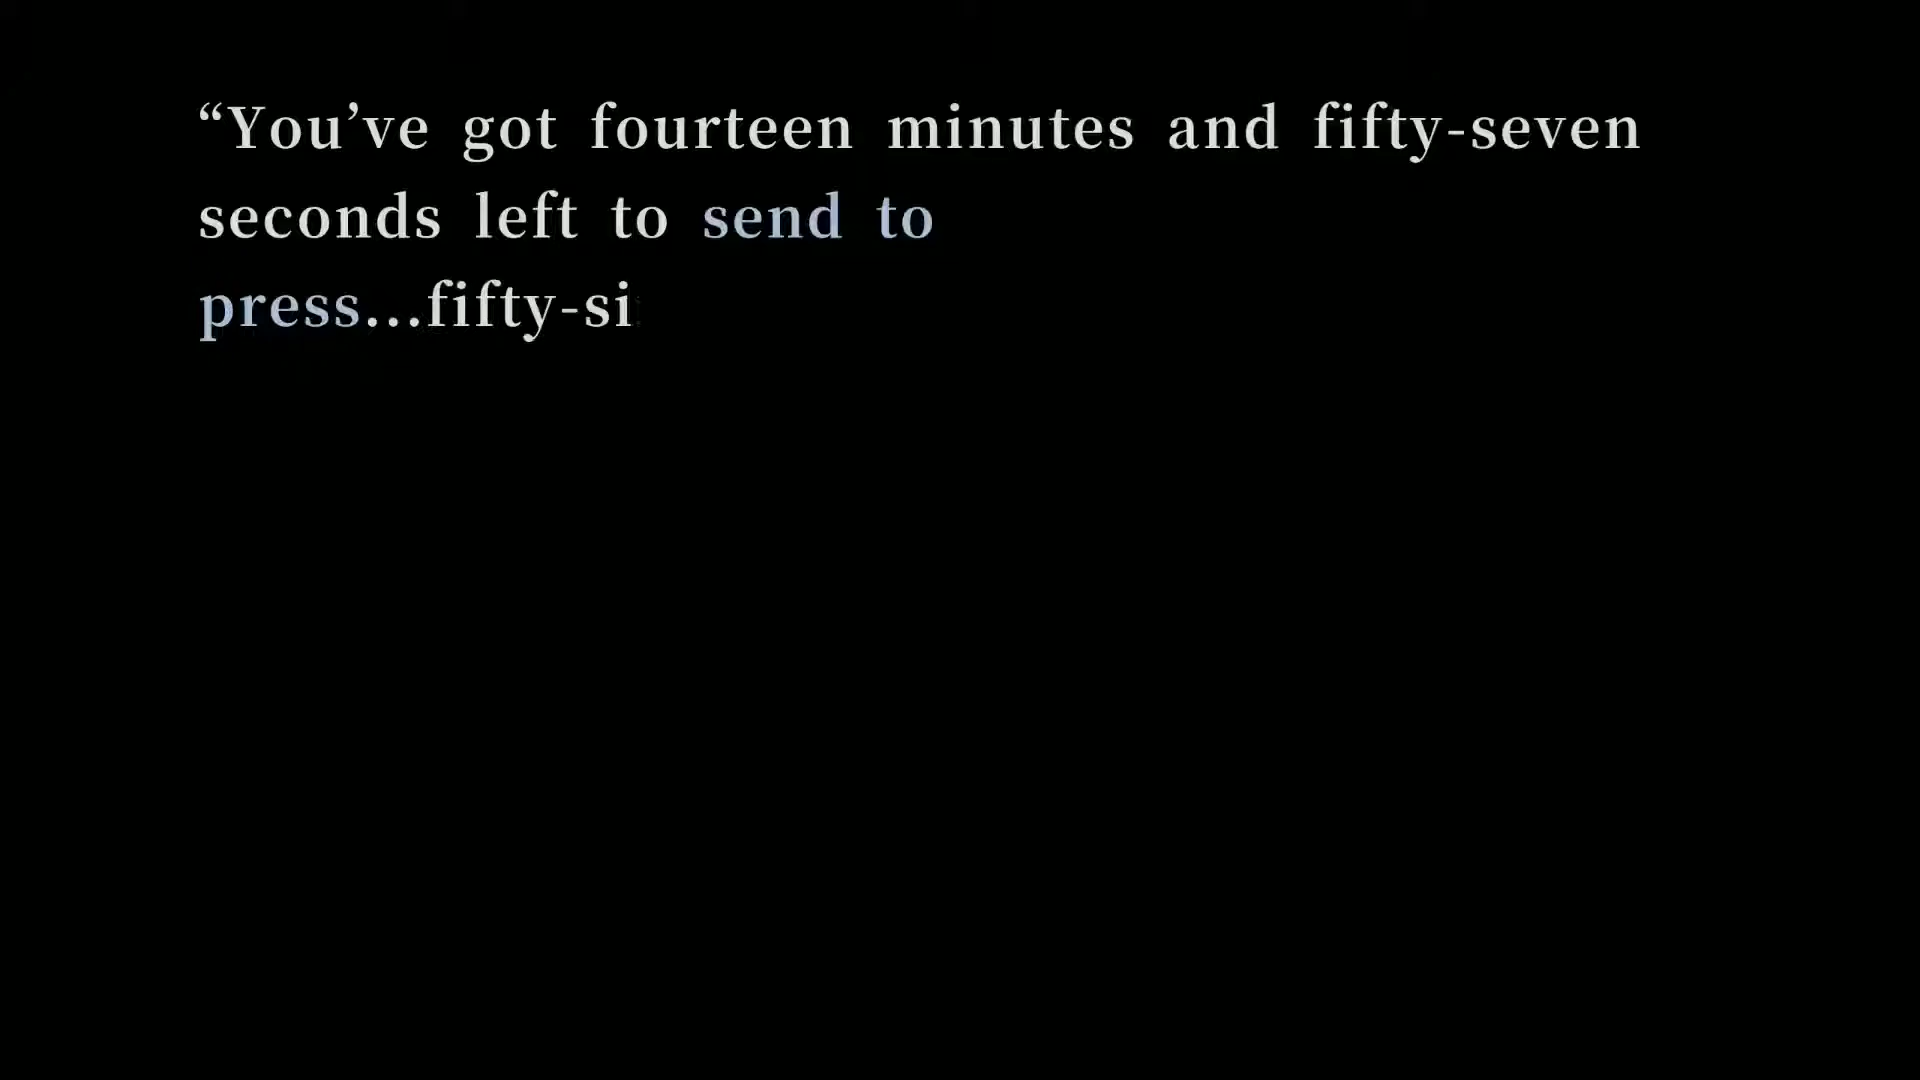 “You’ve got fourteen minutes and fifty-seven
seconds left to send to
press...fifty-si